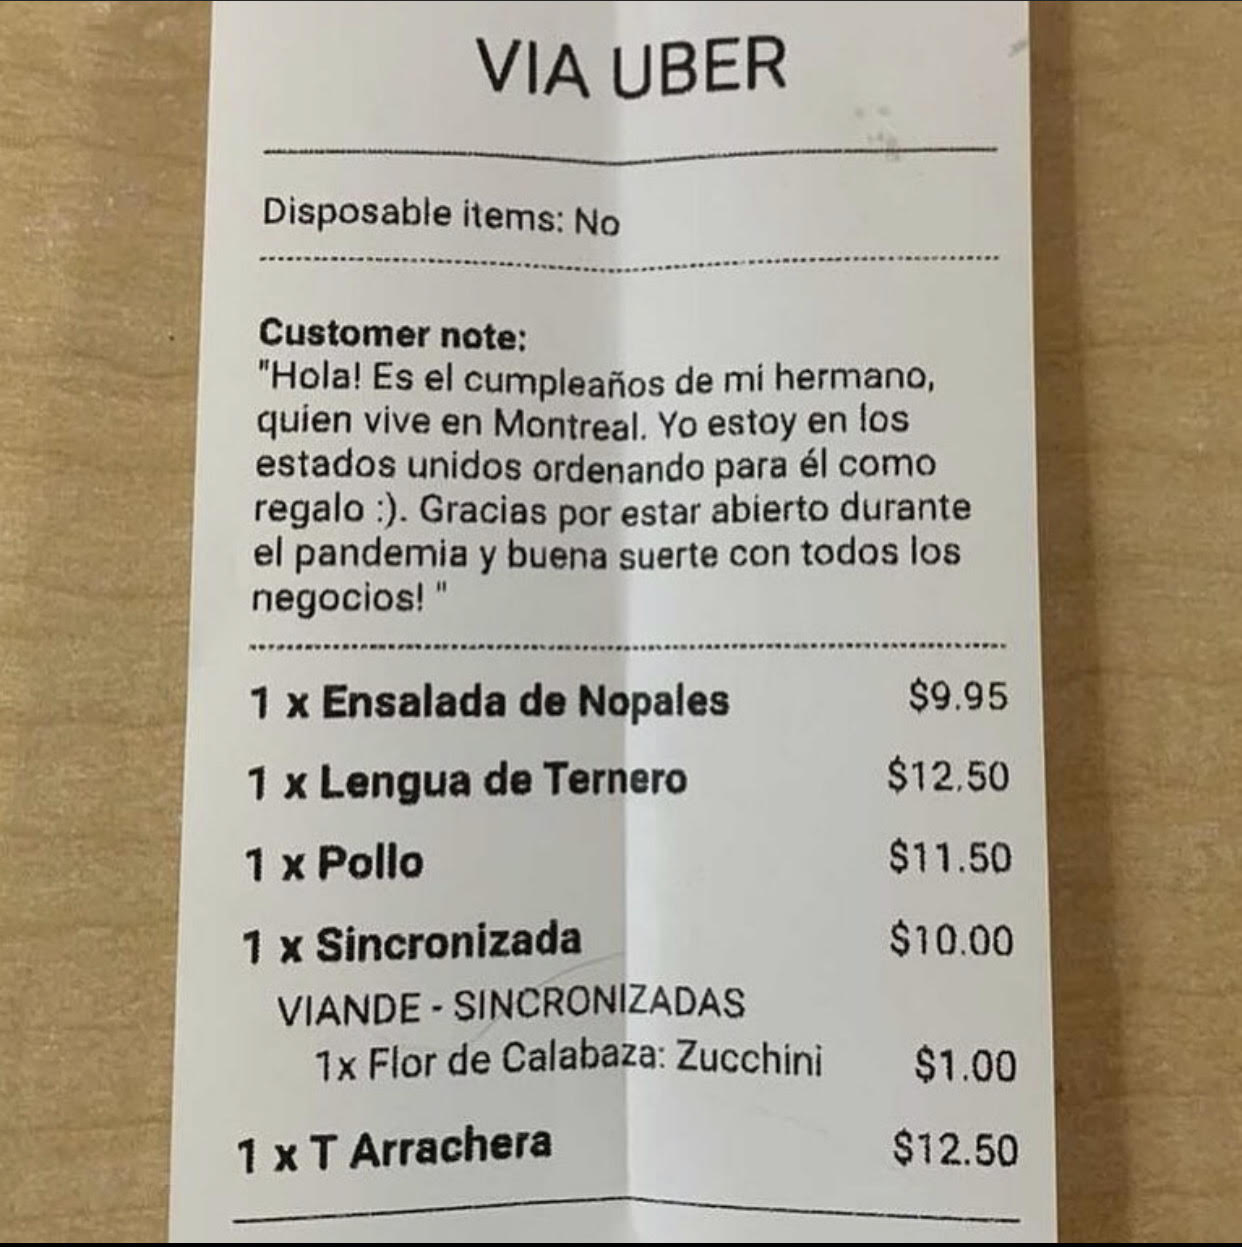 VIA UBER
Disposable items: No
Customer note:
"Hola! Es el cumpleaños de mi hermano,
quien vive en Montreal. Yo estoy en los
estados unidos ordenando para él como
regalo :). Gracias por estar abierto durante
el pandemia y buena suerte con todos los
negocios! "
1 x Ensalada de Nopales $9.95
1 x Lengua de Ternero $12.50
1 x Pollo $11.50
1 x Sincronizada $10.00
VIANDE - SINCRONIZADAS
1x Flor de Calabaza: Zucchini $1.00
1 x T Arrachera $12.50